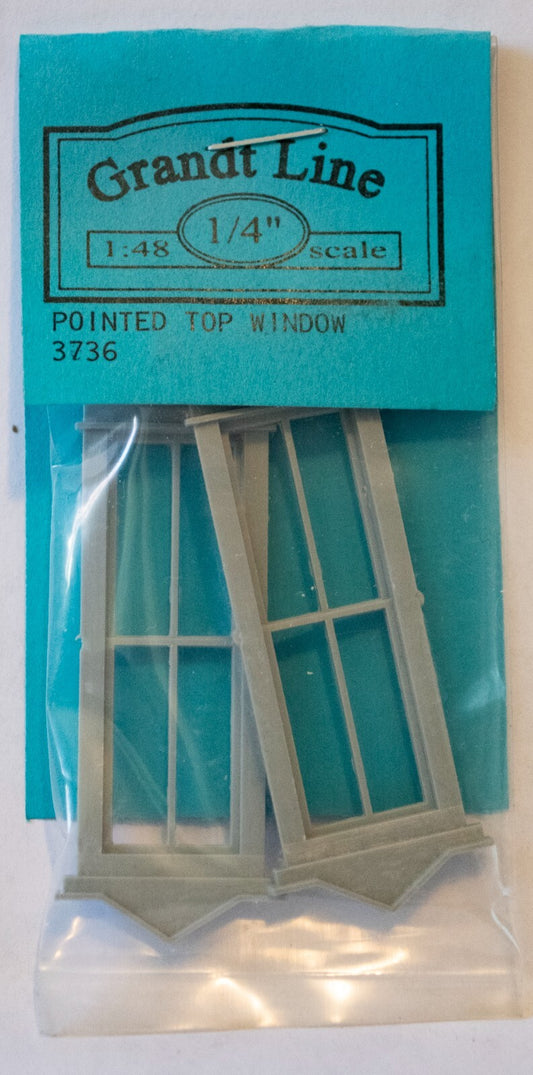 Grandt Line
1/4"
1:48 scale
POINTED TOP WINDOW
3736